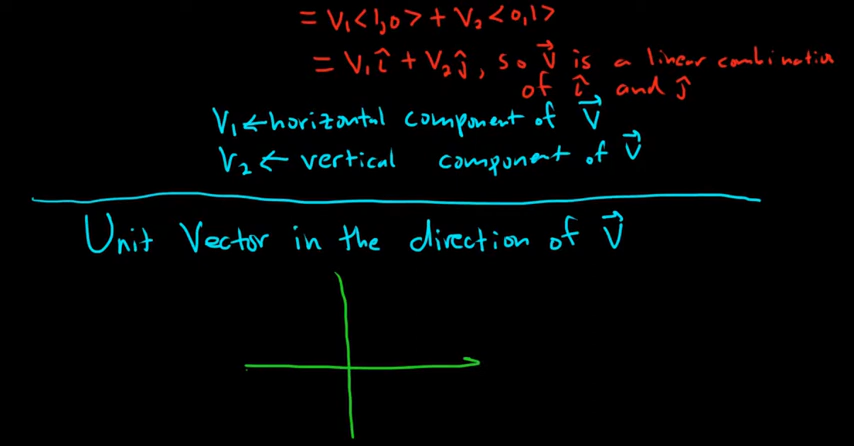 = V₁<1,0> + V₂<0,1>
= V₁î + V₂ĵ, so V⃗ is a linear combination
of î and ĵ
V₁ ← horizontal component of V⃗
V₂ ← vertical component of V⃗
Unit Vector in the direction of V⃗